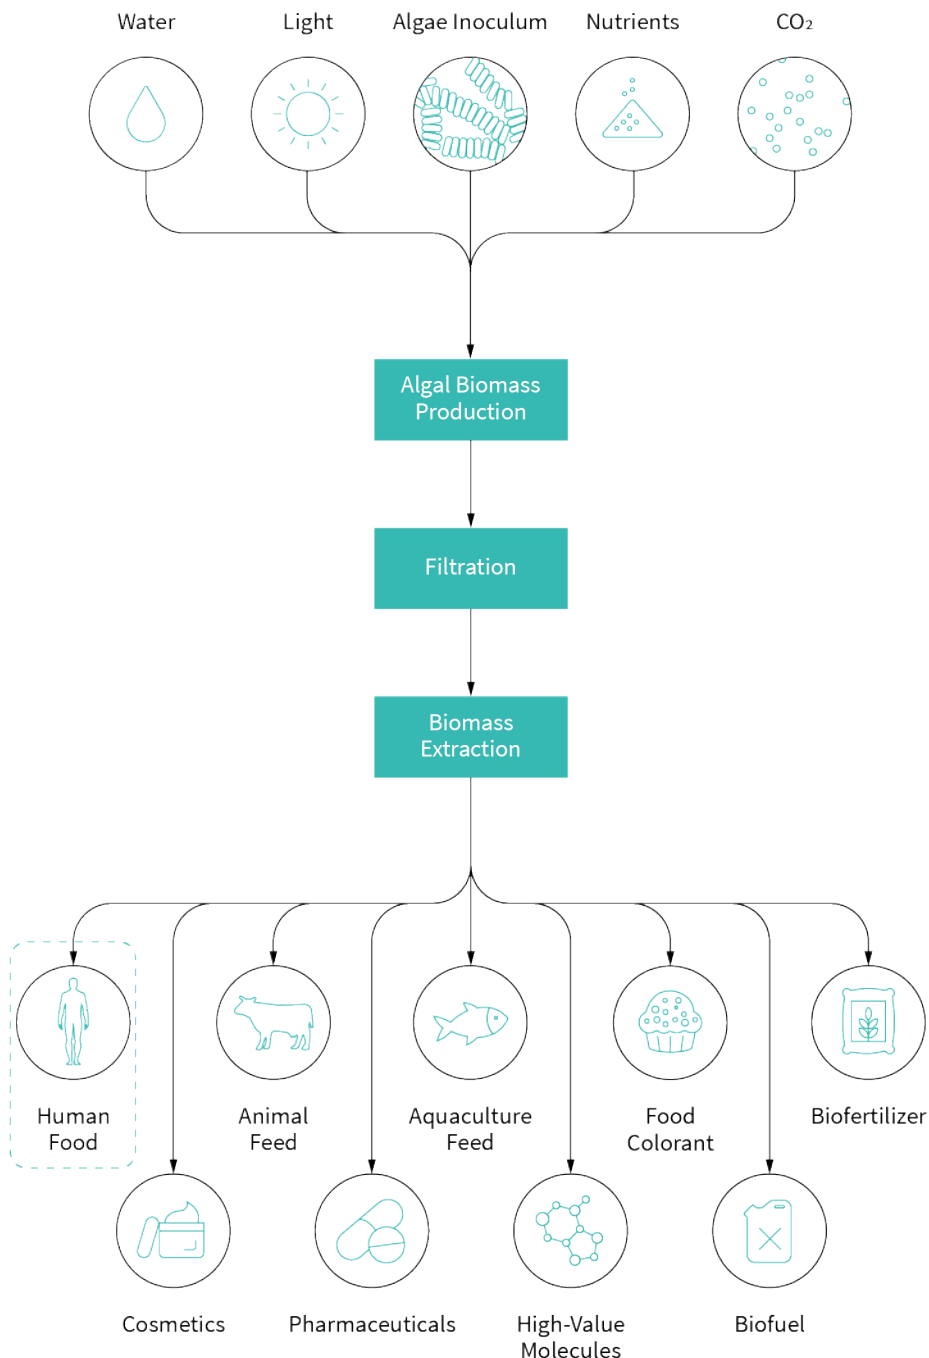 Water
Light
Algae Inoculum
Nutrients
CO₂
Algal Biomass
Production
Filtration
Biomass
Extraction
Human
Food
Animal
Feed
Aquaculture
Feed
Food
Colorant
Biofertilizer
Cosmetics
Pharmaceuticals
High-Value
Molecules
Biofuel